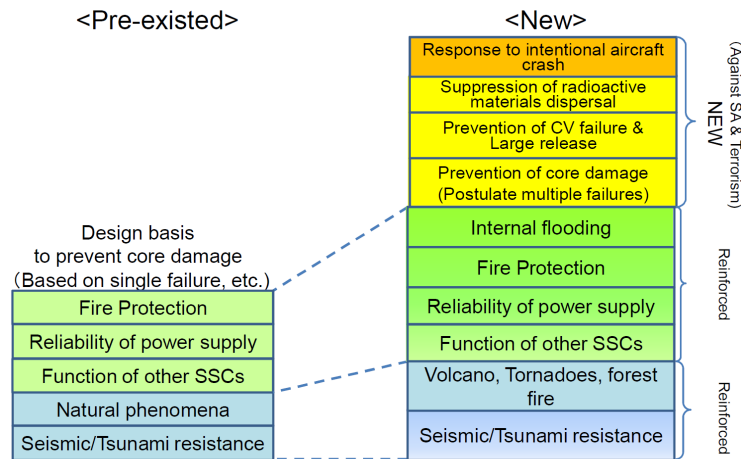 <Pre-existed>
Design basis
to prevent core damage
(Based on single failure, etc.)
Fire Protection
Reliability of power supply
Function of other SSCs
Natural phenomena
Seismic/Tsunami resistance
<New>
Response to intentional aircraft
crash
Suppression of radioactive
materials dispersal
Prevention of CV failure &
Large release
Prevention of core damage
(Postulate multiple failures)
Internal flooding
Fire Protection
Reliability of power supply
Function of other SSCs
Volcano, Tornadoes, forest
fire
Seismic/Tsunami resistance
(Against SA & Terrorism)
NEW
Reinforced
Reinforced